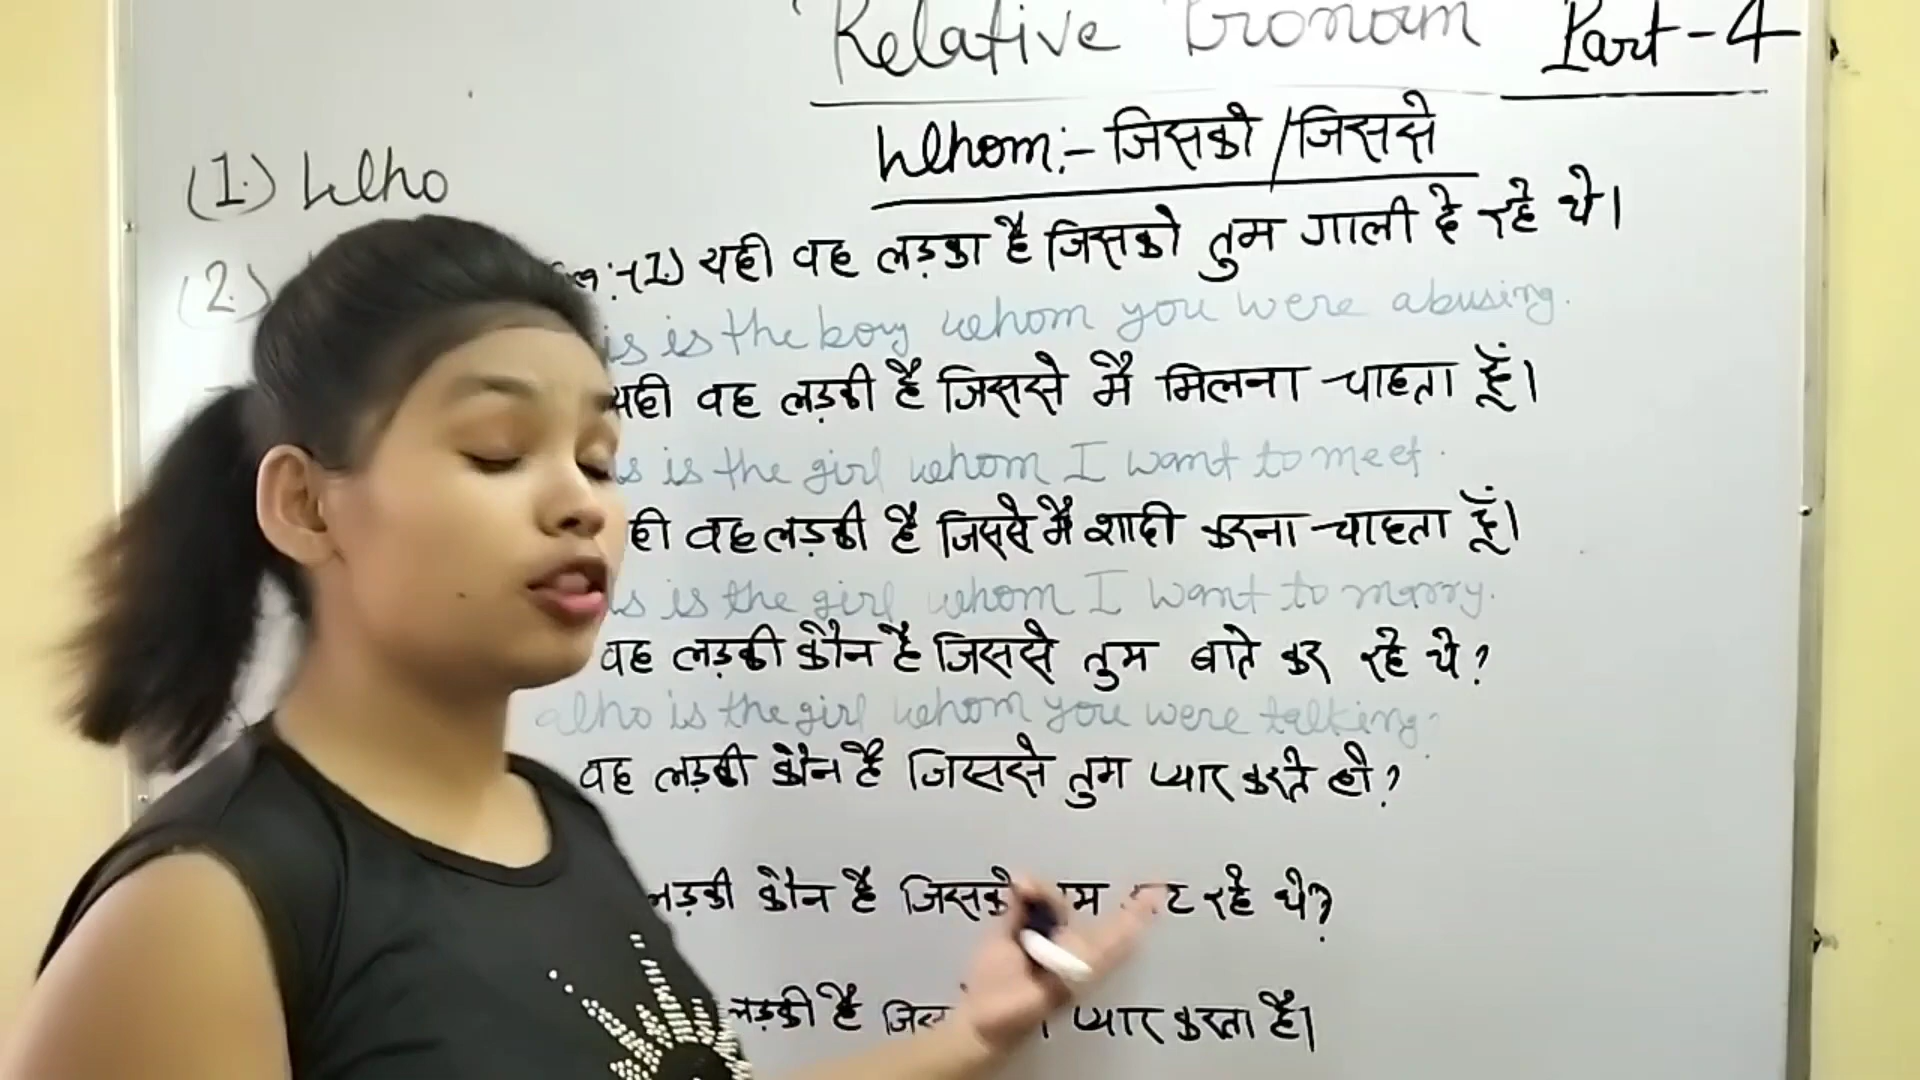 Relative Pronoun Part-4
Whom:- जिसको/जिससे
(1.) Who
(2.)
(1.) यही वह लड़का है जिसको तुम गाली दे रहे थे।
is is the boy whom you were abusing.
यही वह लड़की है जिससे मैं मिलना चाहता हूँ।
is is the girl whom I want to meet.
ही वह लड़की है जिससे मैं शादी करना चाहता हूँ।
is is the girl whom I want to marry.
वह लड़की कौन है जिससे तुम बाते कर रहे थे?
Who is the girl whom you were talking?
वह लड़की कौन है जिससे तुम प्यार करते हो?
लड़की कौन है जिसको रहे थे?
लड़की है प्यार करता है।